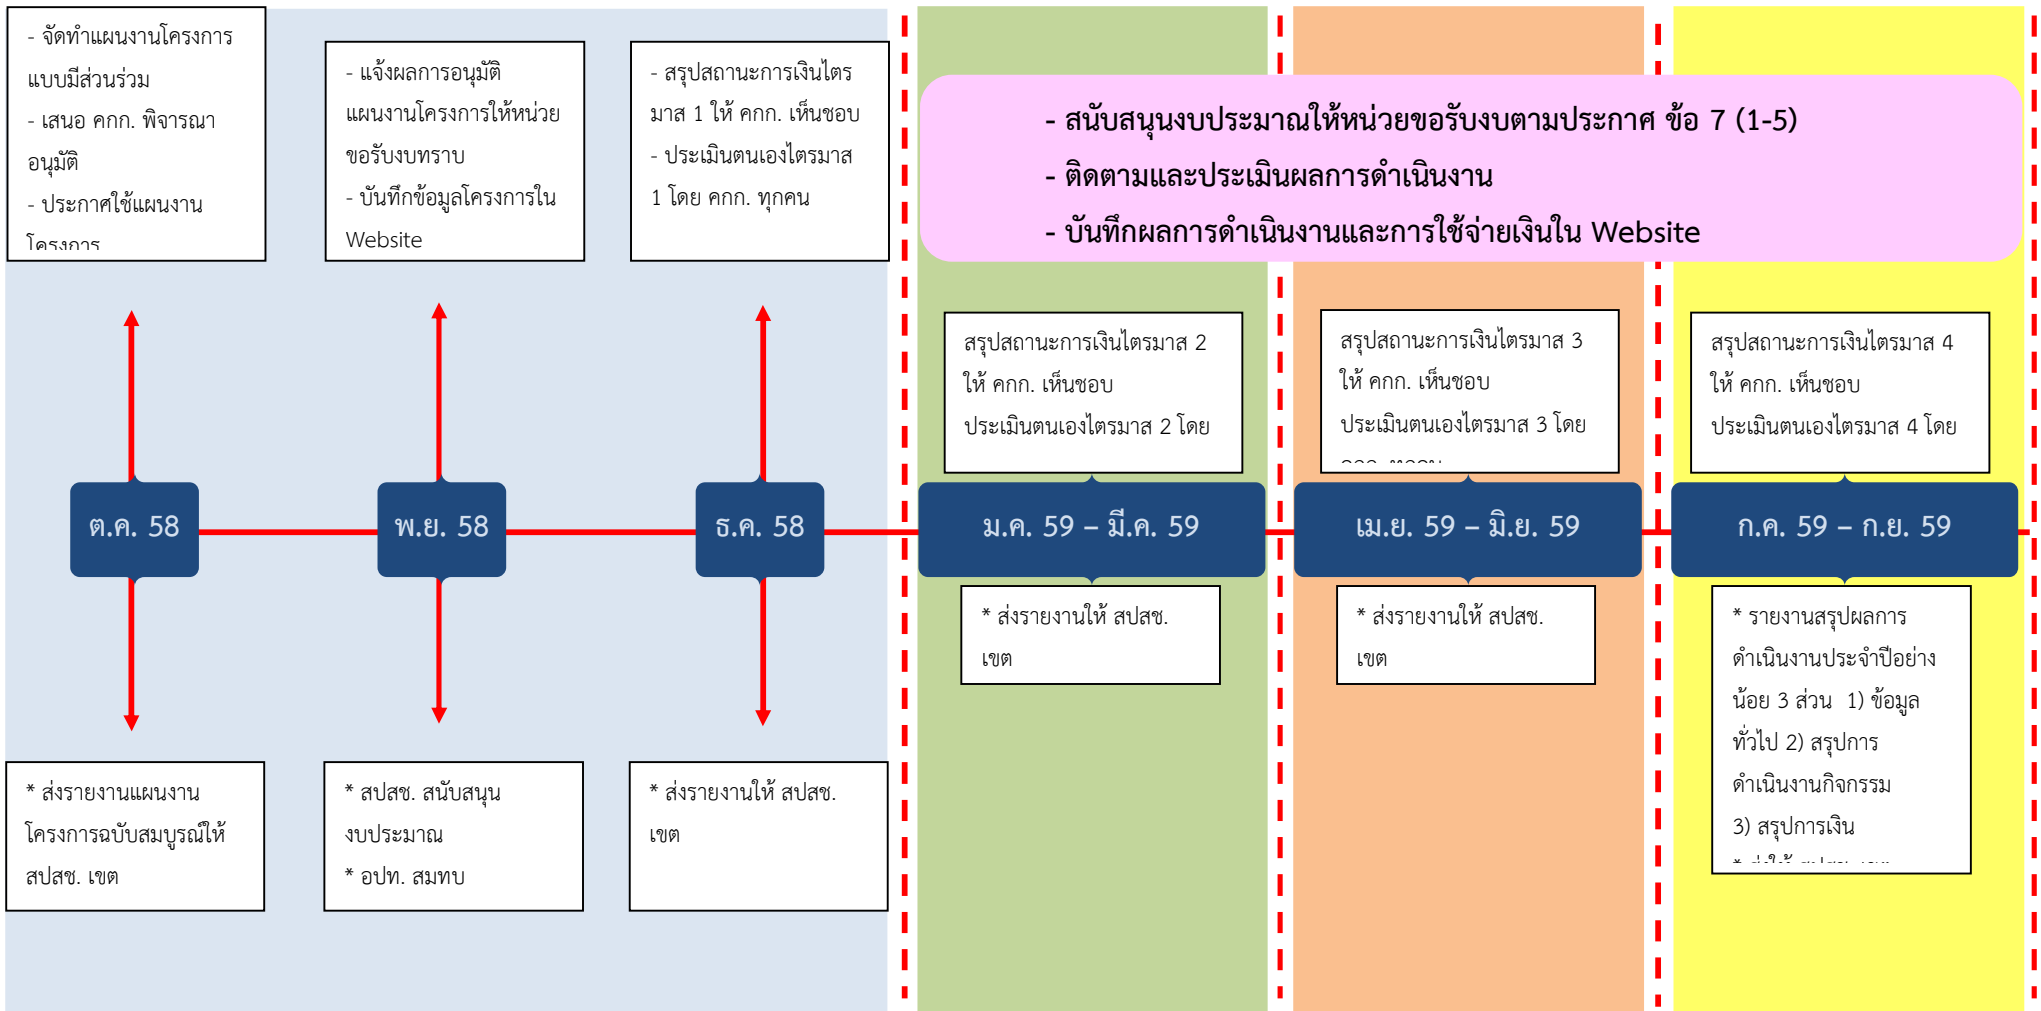 - จัดทำแผนงานโครงการ
แบบมีส่วนร่วม
- เสนอ คกก. พิจารณา
อนุมัติ
- ประกาศใช้แผนงาน
โครงการ
- แจ้งผลการอนุมัติ
แผนงานโครงการให้หน่วย
ขอรับงบทราบ
- บันทึกข้อมูลโครงการใน
Website
- สรุปสถานะการเงินไตร
มาส 1 ให้ คกก. เห็นชอบ
- ประเมินตนเองไตรมาส
1 โดย คกก. ทุกคน
- สนับสนุนงบประมาณให้หน่วยขอรับงบตามประกาศ ข้อ 7 (1-5)
- ติดตามและประเมินผลการดำเนินงาน
- บันทึกผลการดำเนินงานและการใช้จ่ายเงินใน Website
สรุปสถานะการเงินไตรมาส 2
ให้ คกก. เห็นชอบ
ประเมินตนเองไตรมาส 2 โดย
สรุปสถานะการเงินไตรมาส 3
ให้ คกก. เห็นชอบ
ประเมินตนเองไตรมาส 3 โดย
สรุปสถานะการเงินไตรมาส 4
ให้ คกก. เห็นชอบ
ประเมินตนเองไตรมาส 4 โดย
ต.ค. 58
พ.ย. 58
ธ.ค. 58
ม.ค. 59 – มี.ค. 59
เม.ย. 59 – มิ.ย. 59
ก.ค. 59 – ก.ย. 59
* ส่งรายงานแผนงาน
โครงการฉบับสมบูรณ์ให้
สปสช. เขต
* สปสช. สนับสนุน
งบประมาณ
* อปท. สมทบ
* ส่งรายงานให้ สปสช.
เขต
* ส่งรายงานให้ สปสช.
เขต
* ส่งรายงานให้ สปสช.
เขต
* รายงานสรุปผลการ
ดำเนินงานประจำปีอย่าง
น้อย 3 ส่วน 1) ข้อมูล
ทั่วไป 2) สรุปการ
ดำเนินงานกิจกรรม
3) สรุปการเงิน